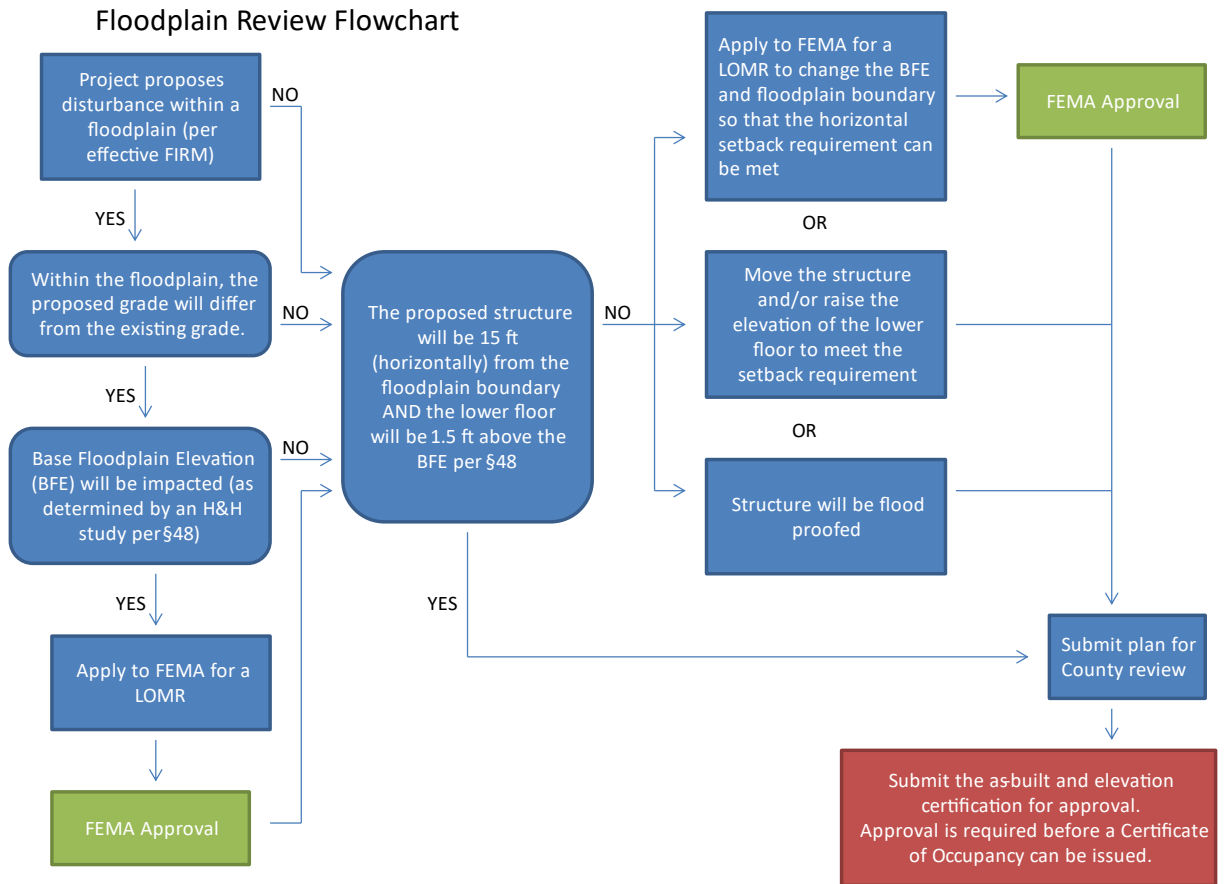 Floodplain Review Flowchart
Project proposes
disturbance within a
floodplain (per
effective FIRM)
NO
YES
Within the floodplain, the
proposed grade will differ
from the existing grade.
NO
YES
Base Floodplain Elevation
(BFE) will be impacted (as
determined by an H&H
study per §48)
NO
YES
Apply to FEMA for a
LOMR
FEMA Approval
The proposed structure
will be 15 ft
(horizontally) from the
floodplain boundary
AND the lower floor
will be 1.5 ft above the
BFE per §48
NO
YES
Apply to FEMA for a
LOMR to change the BFE
and floodplain boundary
so that the horizontal
setback requirement can
be met
FEMA Approval
OR
Move the structure
and/or raise the
elevation of the lower
floor to meet the
setback requirement
OR
Structure will be flood
proofed
Submit plan for
County review
Submit the as-built and elevation
certification for approval.
Approval is required before a Certificate
of Occupancy can be issued.